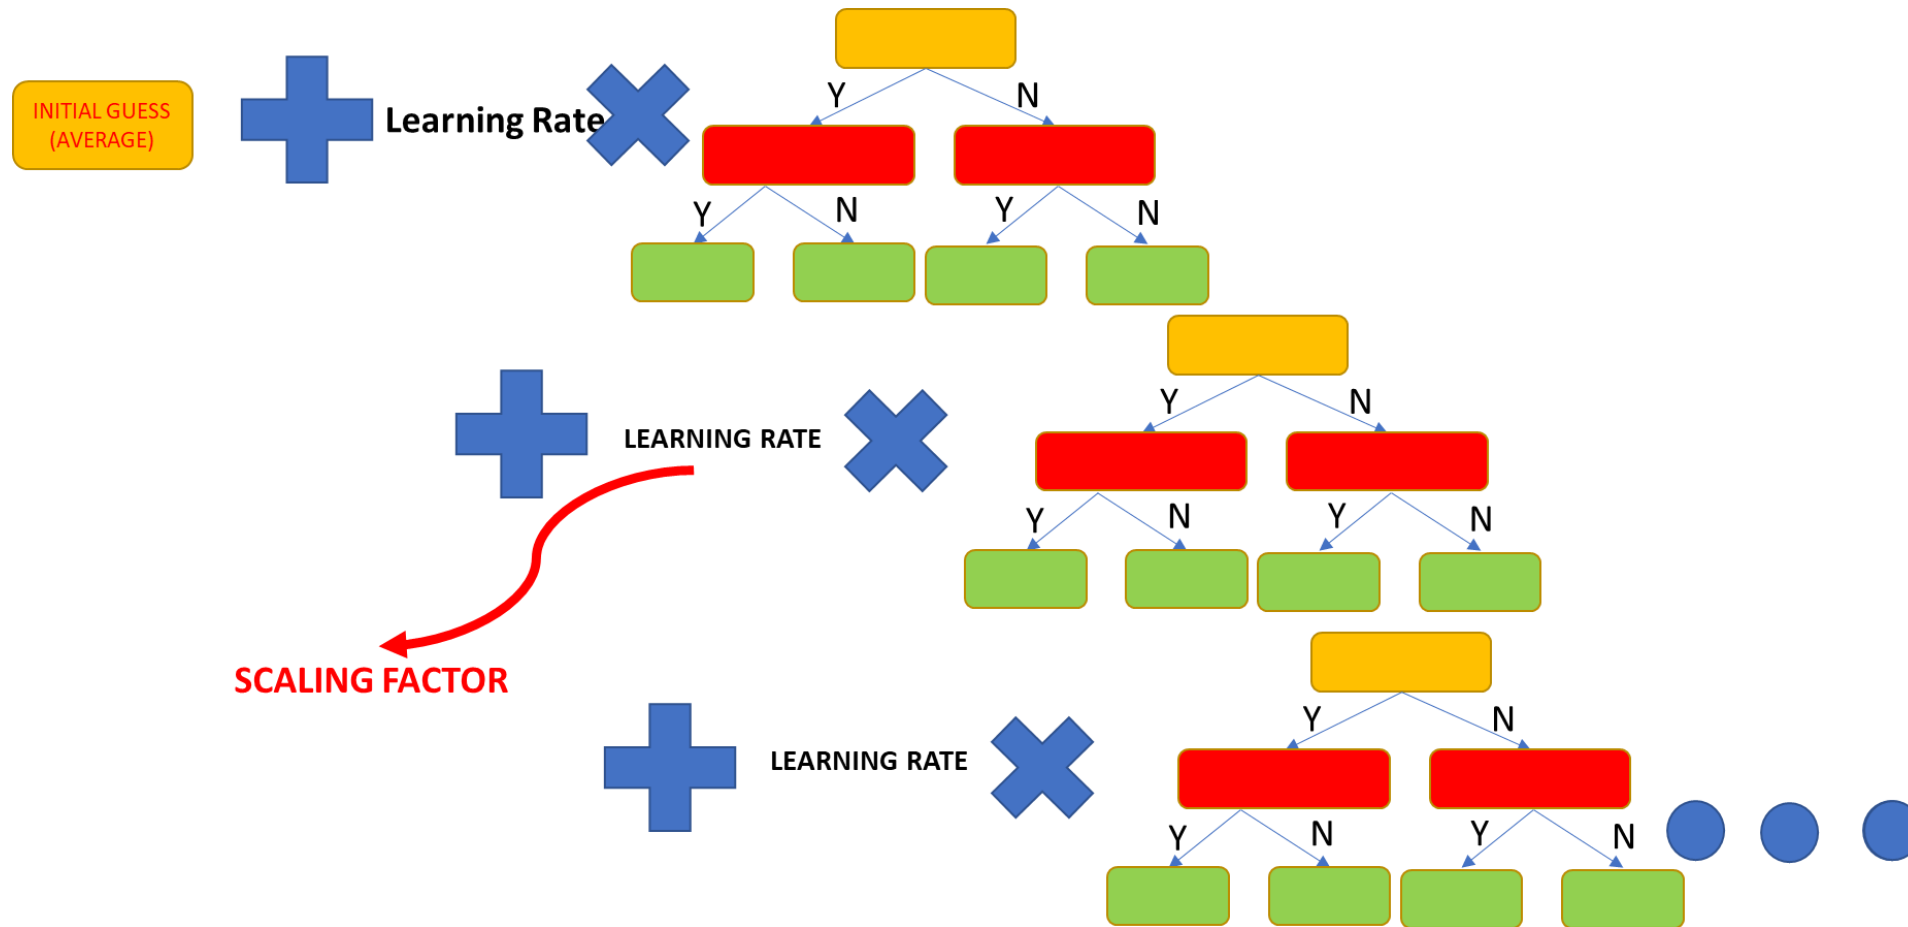 INITIAL GUESS
(AVERAGE)
Learning Rate
Y N
Y N Y N
LEARNING RATE
Y N
Y N Y N
SCALING FACTOR
LEARNING RATE
Y N
Y N Y N